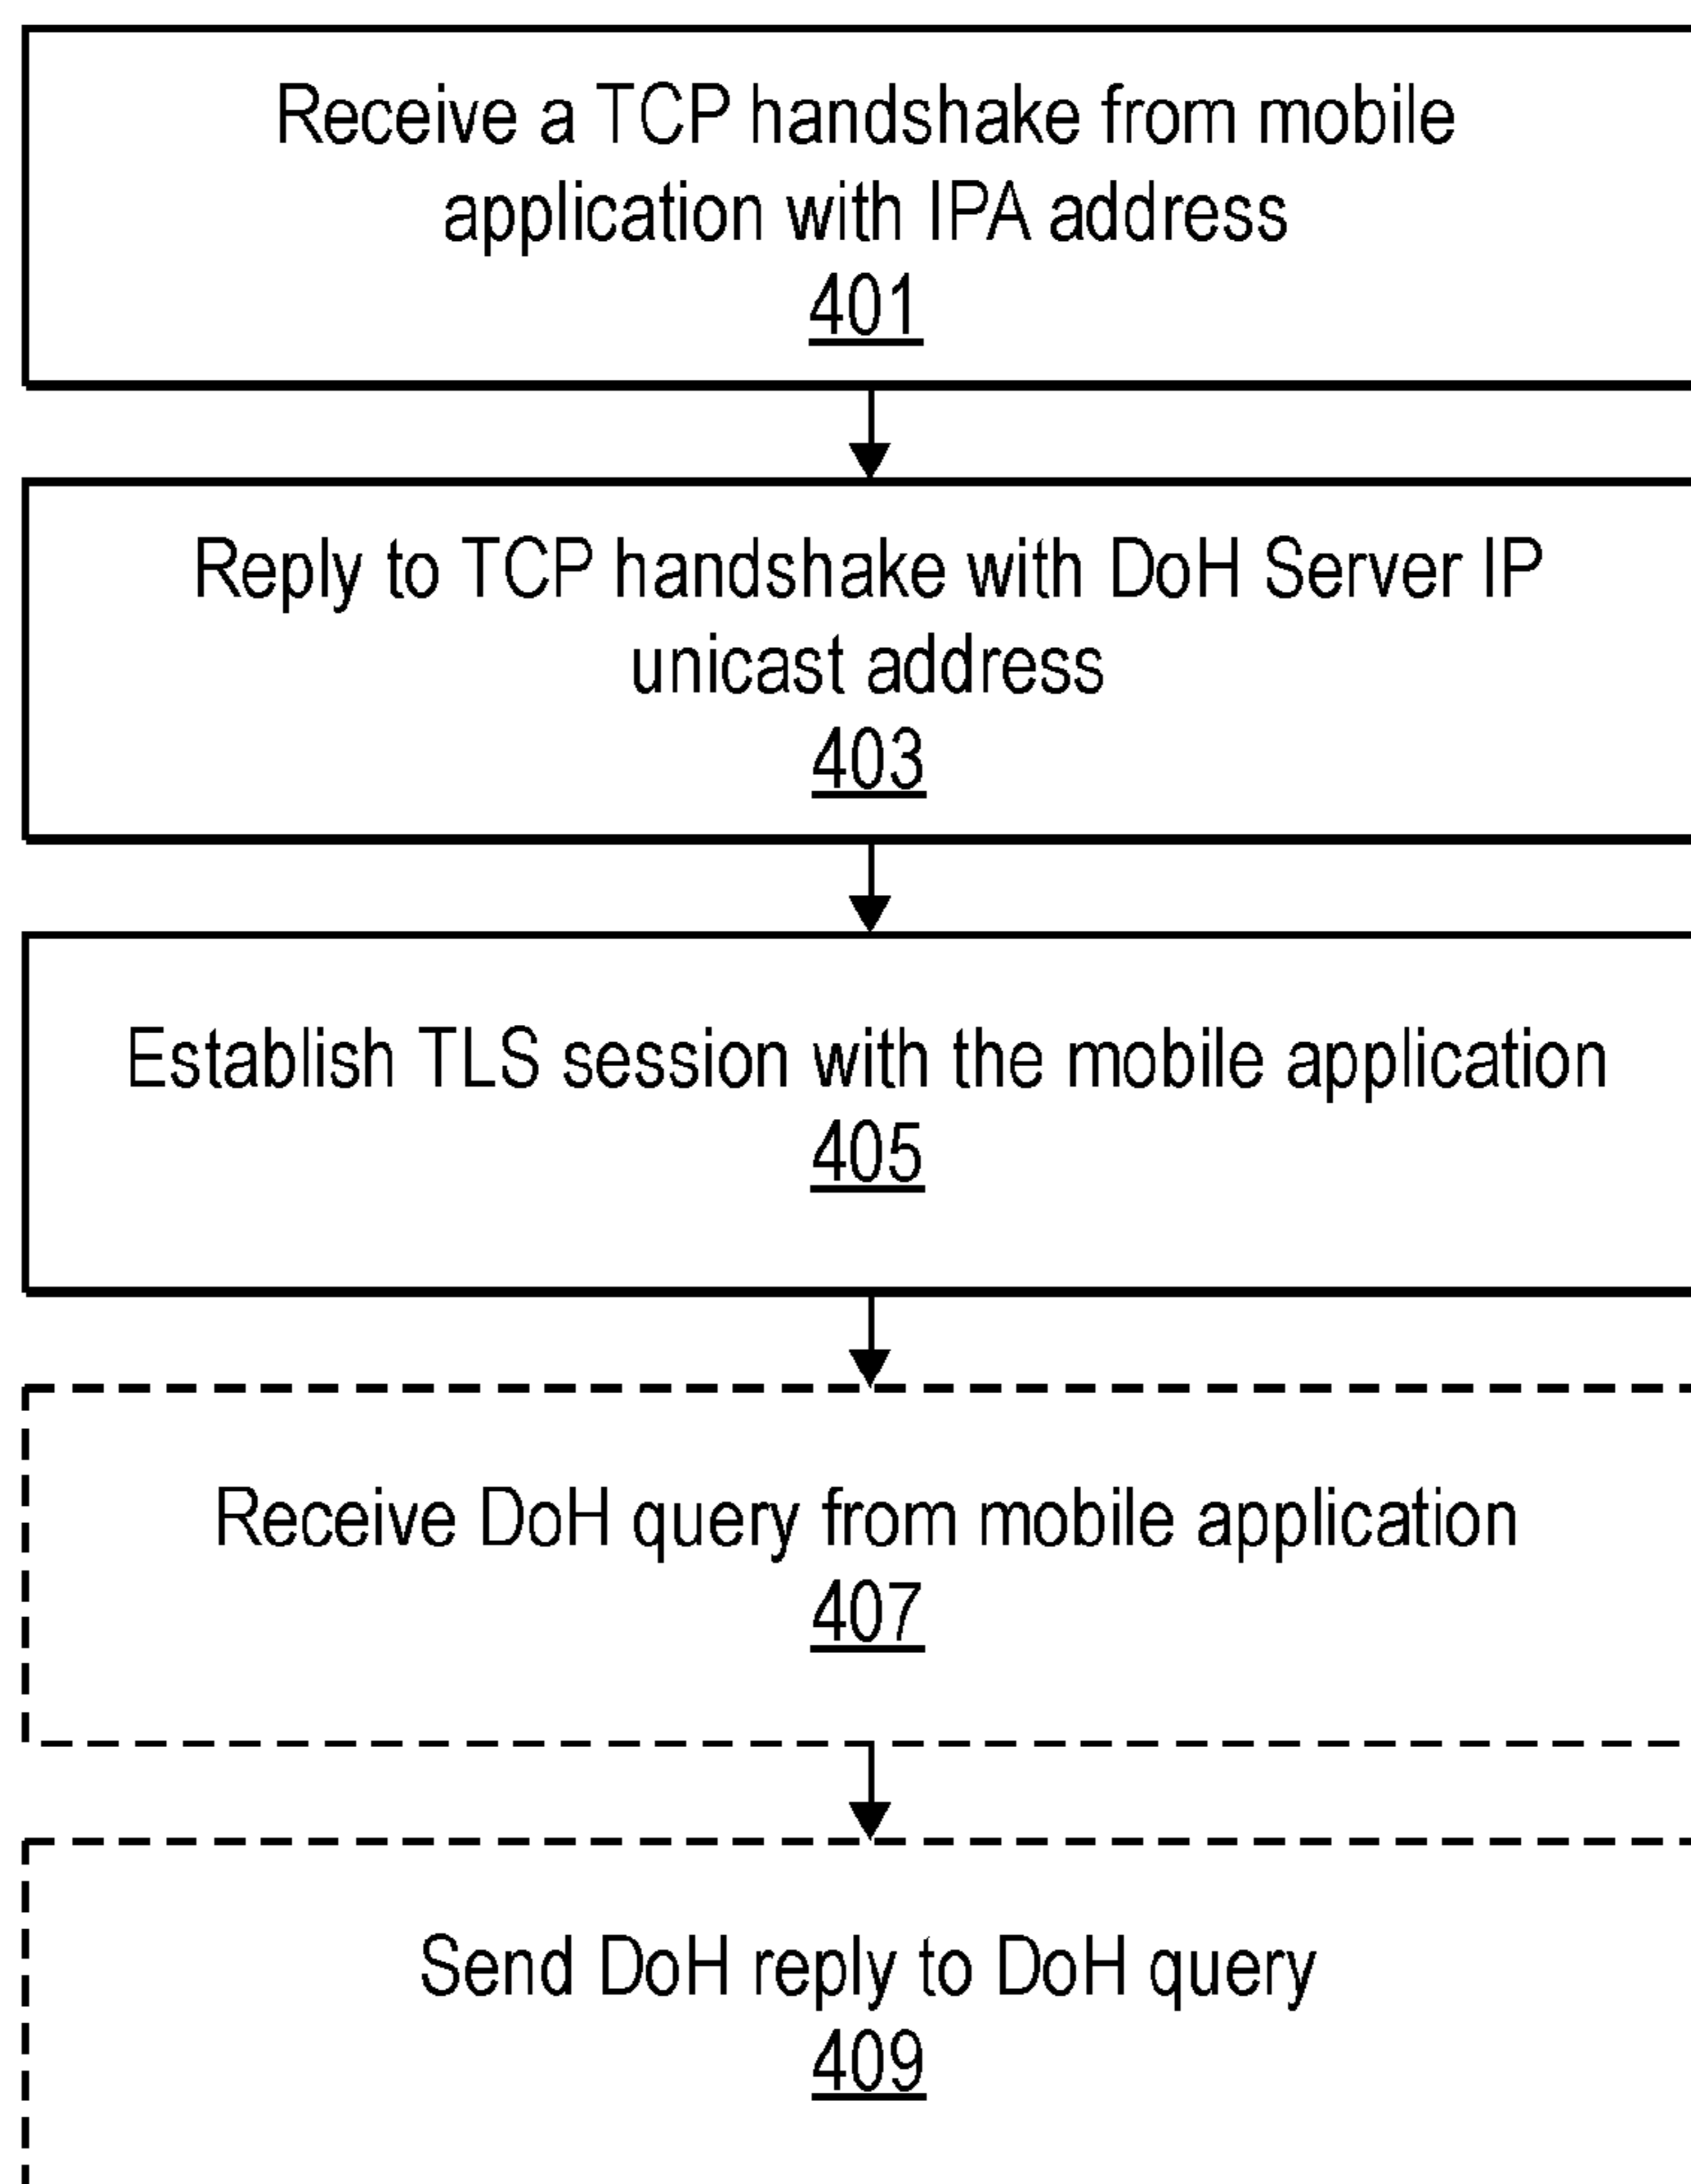 Receive a TCP handshake from mobile
application with IPA address
401
Reply to TCP handshake with DoH Server IP
unicast address
403
Establish TLS session with the mobile application
405
Receive DoH query from mobile application
407
Send DoH reply to DoH query
409